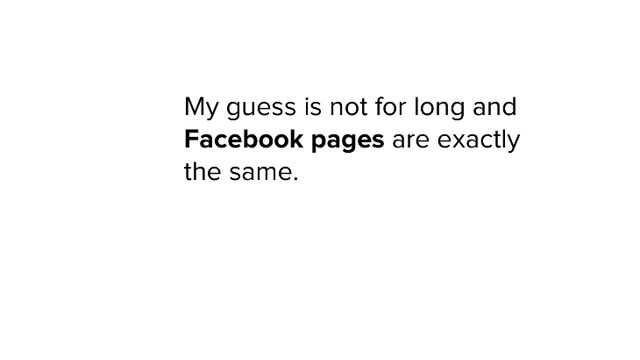 My guess is not for long and
Facebook pages are exactly
the same.